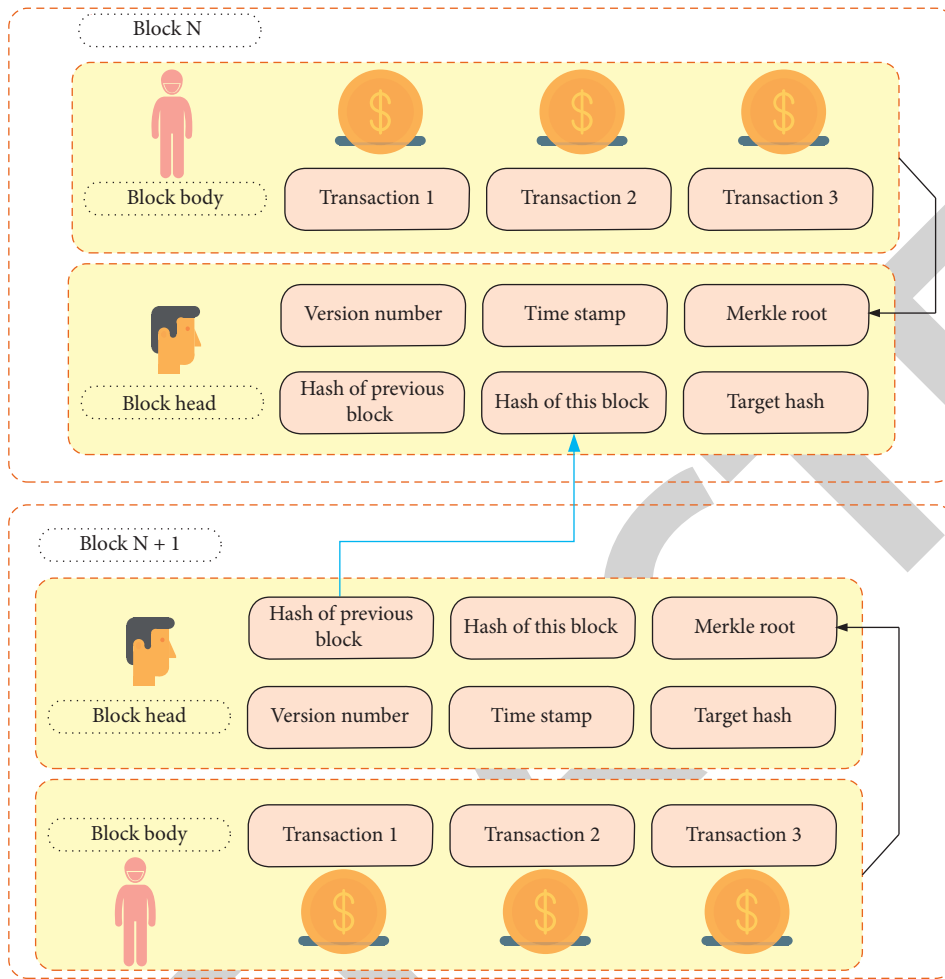 Block N
$ $ $
Block body
Transaction 1
Transaction 2
Transaction 3
Version number
Time stamp
Merkle root
Block head
Hash of previous
block
Hash of this block
Target hash
Block N + 1
Hash of previous
block
Hash of this block
Merkle root
Block head
Version number
Time stamp
Target hash
Block body
Transaction 1
Transaction 2
Transaction 3
$ $ $